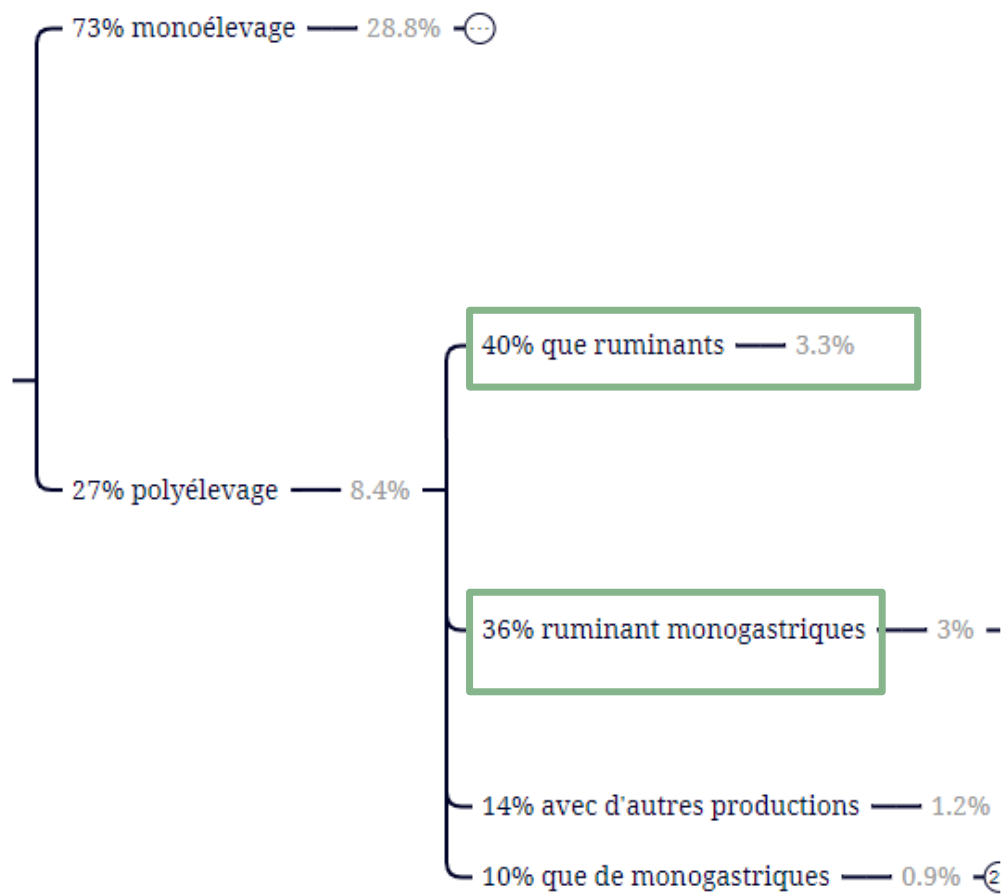 73% monoélevage 28.8%
40% que ruminants 3.3%
27% polyélevage 8.4%
36% ruminant monogastriques 3%
14% avec d'autres productions 1.2%
10% que de monogastriques 0.9% 2